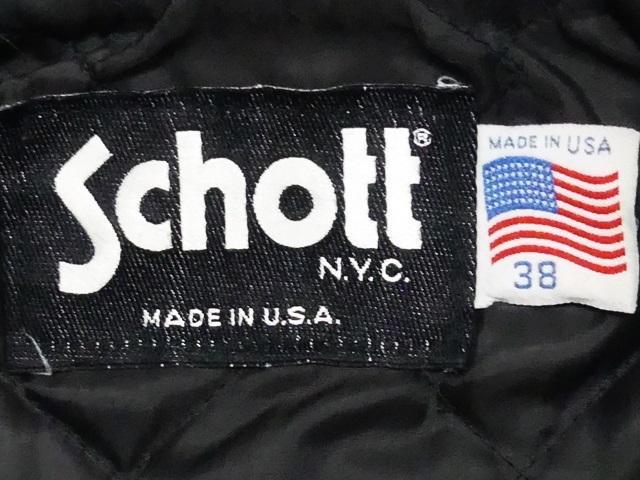 Schott®
N.Y.C.
MADE IN U.S.A.
MADE IN USA
38